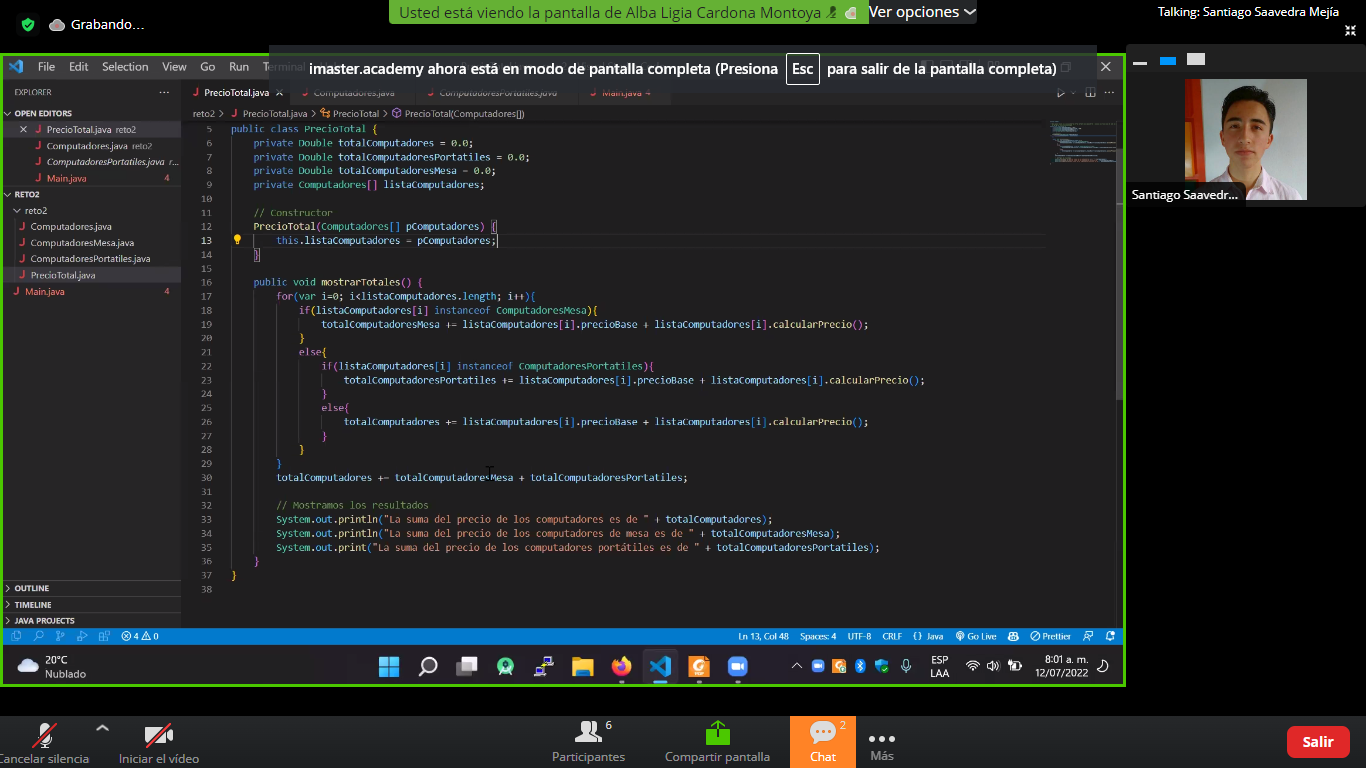 Grabando...
Usted está viendo la pantalla de Alba Ligia Cardona Montoya
Ver opciones
Talking: Santiago Saavedra Mejía
File Edit Selection View Go Run Terminal
imaster.academy ahora está en modo de pantalla completa (Presiona Esc para salir de la pantalla completa)
EXPLORER
PrecioTotal.java
Computadores.java
ComputadoresPortatiles.java
Main.java 4
OPEN EDITORS
PrecioTotal.java reto2
Computadores.java reto2
ComputadoresPortatiles.java r...
Main.java 4
RETO2
reto2
Computadores.java
ComputadoresMesa.java
ComputadoresPortatiles.java
PrecioTotal.java
Main.java 4
OUTLINE
TIMELINE
JAVA PROJECTS
reto2 > PrecioTotal.java > PrecioTotal > PrecioTotal(Computadores[])
5 public class PrecioTotal {
6 private Double totalComputadores = 0.0;
7 private Double totalComputadoresPortatiles = 0.0;
8 private Double totalComputadoresMesa = 0.0;
9 private Computadores[] listaComputadores;
10
11 // Constructor
12 PrecioTotal(Computadores[] pComputadores) {
13 this.listaComputadores = pComputadores;
14 }
15
16 public void mostrarTotales() {
17 for(var i=0; i<listaComputadores.length; i++){
18 if(listaComputadores[i] instanceof ComputadoresMesa){
19 totalComputadoresMesa += listaComputadores[i].precioBase + listaComputadores[i].calcularPrecio();
20 }
21 else{
22 if(listaComputadores[i] instanceof ComputadoresPortatiles){
23 totalComputadoresPortatiles += listaComputadores[i].precioBase + listaComputadores[i].calcularPrecio();
24 }
25 else{
26 totalComputadores += listaComputadores[i].precioBase + listaComputadores[i].calcularPrecio();
27 }
28 }
29 }
30 totalComputadores += totalComputadoresMesa + totalComputadoresPortatiles;
31
32 // Mostramos los resultados
33 System.out.println("La suma del precio de los computadores es de " + totalComputadores);
34 System.out.println("La suma del precio de los computadores de mesa es de " + totalComputadoresMesa);
35 System.out.print("La suma del precio de los computadores portátiles es de " + totalComputadoresPortatiles);
36 }
37 }
38
Santiago Saavedr...
4 0
Ln 13, Col 48 Spaces: 4 UTF-8 CRLF {} Java Go Live Prettier
20°C
Nublado
ESP
LAA
8:01 a. m.
12/07/2022
Cancelar silencia
Iniciar el vídeo
6
Participantes
Compartir pantalla
2
Chat
Más
Salir